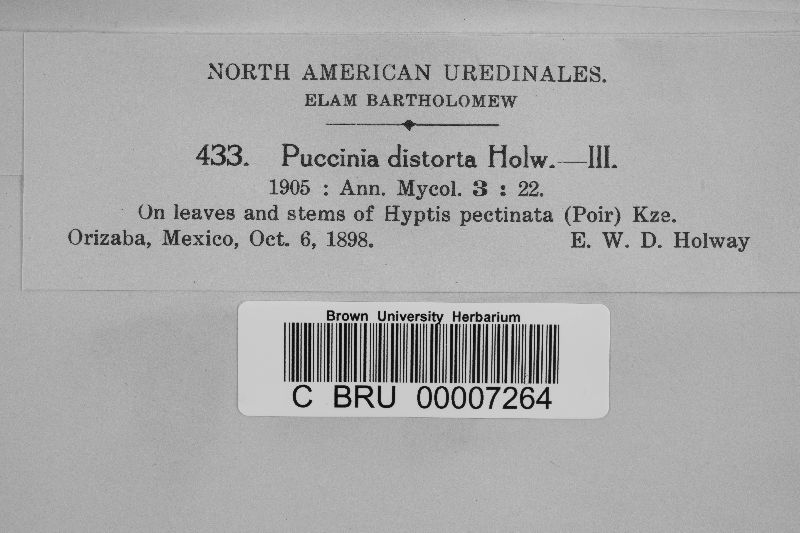 NORTH AMERICAN UREDINALES.
ELAM BARTHOLOMEW
433. Puccinia distorta Holw.—III.
1905 : Ann. Mycol. 3 : 22.
On leaves and stems of Hyptis pectinata (Poir) Kze.
Orizaba, Mexico, Oct. 6, 1898. E. W. D. Holway
Brown University Herbarium
C BRU 00007264